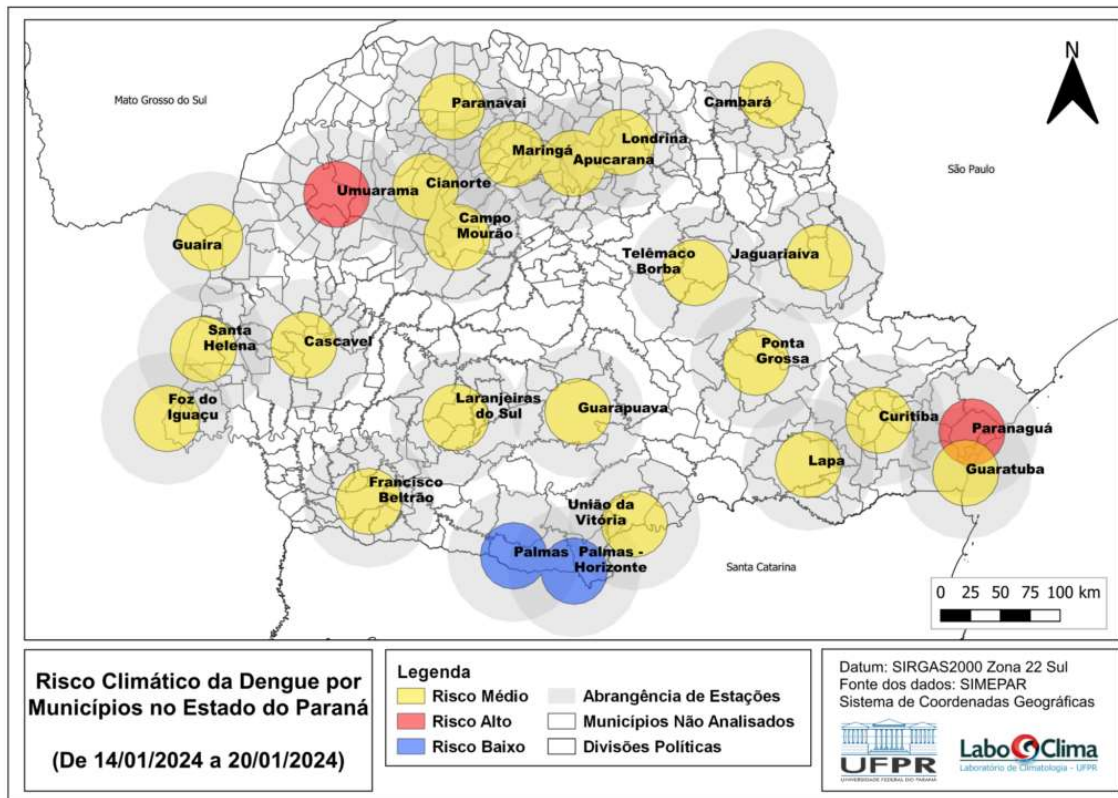 N
Mato Grosso do Sul
São Paulo
Paranavaí
Cambará
Maringá
Londrina
Apucarana
Umuarama
Cianorte
Campo
Mourão
Guaíra
Telêmaco
Borba
Jaguariaíva
Santa
Helena
Cascavel
Ponta
Grossa
Foz do
Iguaçu
Laranjeiras
do Sul
Guarapuava
Curitiba
Paranaguá
Lapa
Guaratuba
Francisco
Beltrão
União da
Vitória
Palmas
Palmas -
Horizonte
Santa Catarina
0 25 50 75 100 km
Risco Climático da Dengue por
Municípios no Estado do Paraná
(De 14/01/2024 a 20/01/2024)
Legenda
Risco Médio
Risco Alto
Risco Baixo
Abrangência de Estações
Municípios Não Analisados
Divisões Políticas
Datum: SIRGAS2000 Zona 22 Sul
Fonte dos dados: SIMEPAR
Sistema de Coordenadas Geográficas
UFPR
UNIVERSIDADE FEDERAL DO PARANÁ
LaboClima
Laboratório de Climatologia - UFPR